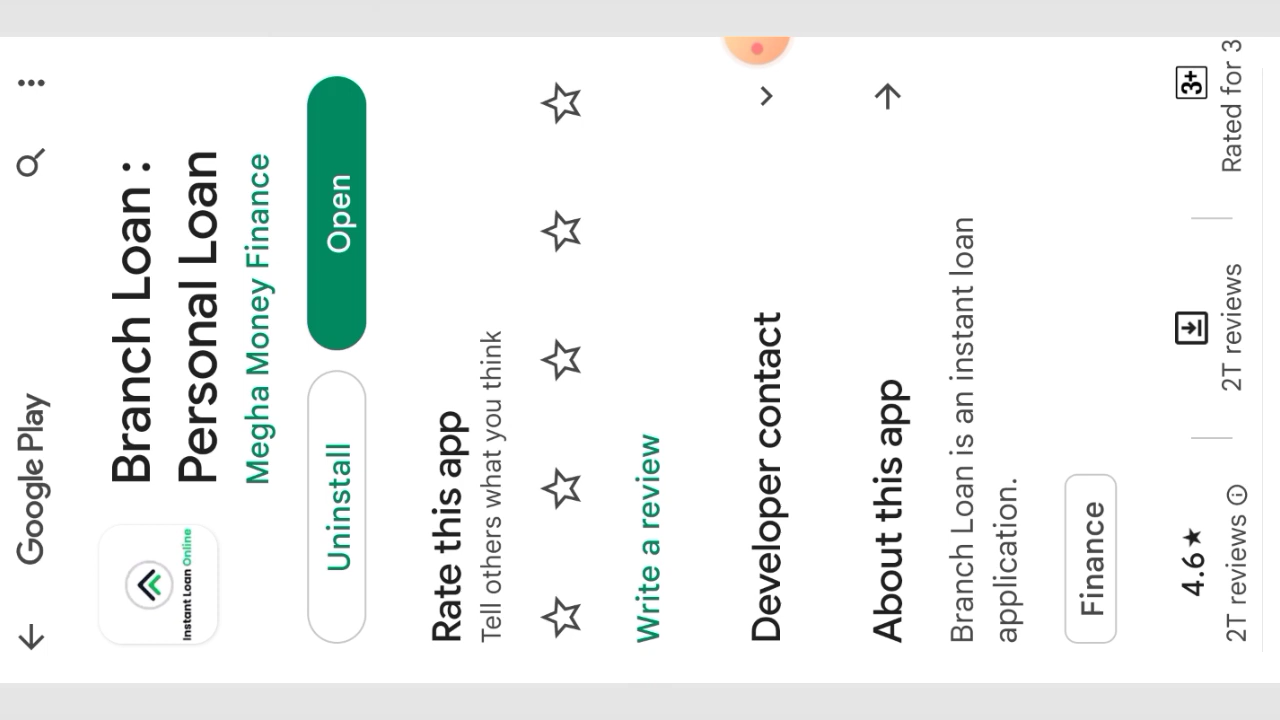 Google Play
Branch Loan :
Personal Loan
Megha Money Finance
Instant Loan Online
Uninstall
Open
Rate this app
Tell others what you think
Write a review
Developer contact
About this app
Branch Loan is an instant loan
application.
Finance
4.6★
2T reviews
2T reviews
3+
Rated for 3